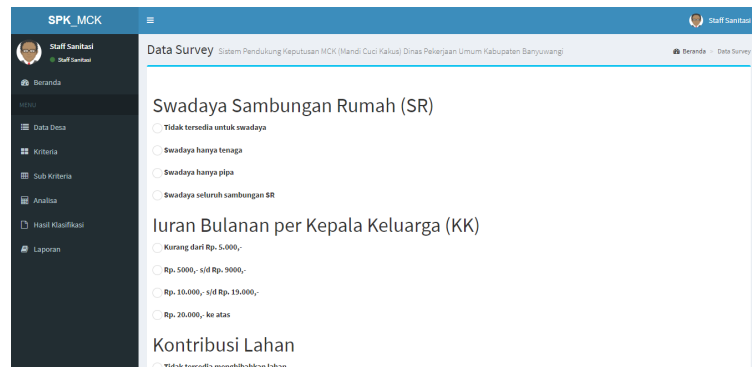 SPK_MCK
Staff Sanitasi
Staff Sanitasi
Staff Sanitasi
Data Survey Sistem Pendukung Keputusan MCK (Mandi Cuci Kakus) Dinas Pekerjaan Umum Kabupaten Banyuwangi
Beranda > Data Survey
Beranda
MENU
Data Desa
Kriteria
Sub Kriteria
Analisa
Hasil Klasifikasi
Laporan
Swadaya Sambungan Rumah (SR)
Tidak tersedia untuk swadaya
Swadaya hanya tenaga
Swadaya hanya pipa
Swadaya seluruh sambungan SR
Iuran Bulanan per Kepala Keluarga (KK)
Kurang dari Rp. 5.000,-
Rp. 5000,- s/d Rp. 9000,-
Rp. 10.000,- s/d Rp. 19.000,-
Rp. 20.000,- ke atas
Kontribusi Lahan
Tidak tersedia menghibahkan lahan